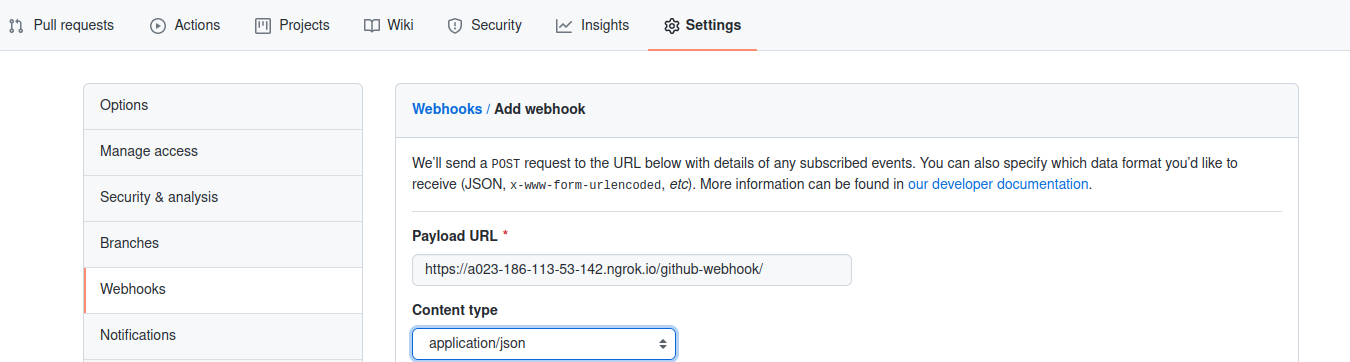 Pull requests Actions Projects Wiki Security Insights Settings
Options
Manage access
Security & analysis
Branches
Webhooks
Notifications
Webhooks / Add webhook
We'll send a POST request to the URL below with details of any subscribed events. You can also specify which data format you'd like to
receive (JSON, x-www-form-urlencoded, etc). More information can be found in our developer documentation.
Payload URL *
https://a023-186-113-53-142.ngrok.io/github-webhook/
Content type
application/json